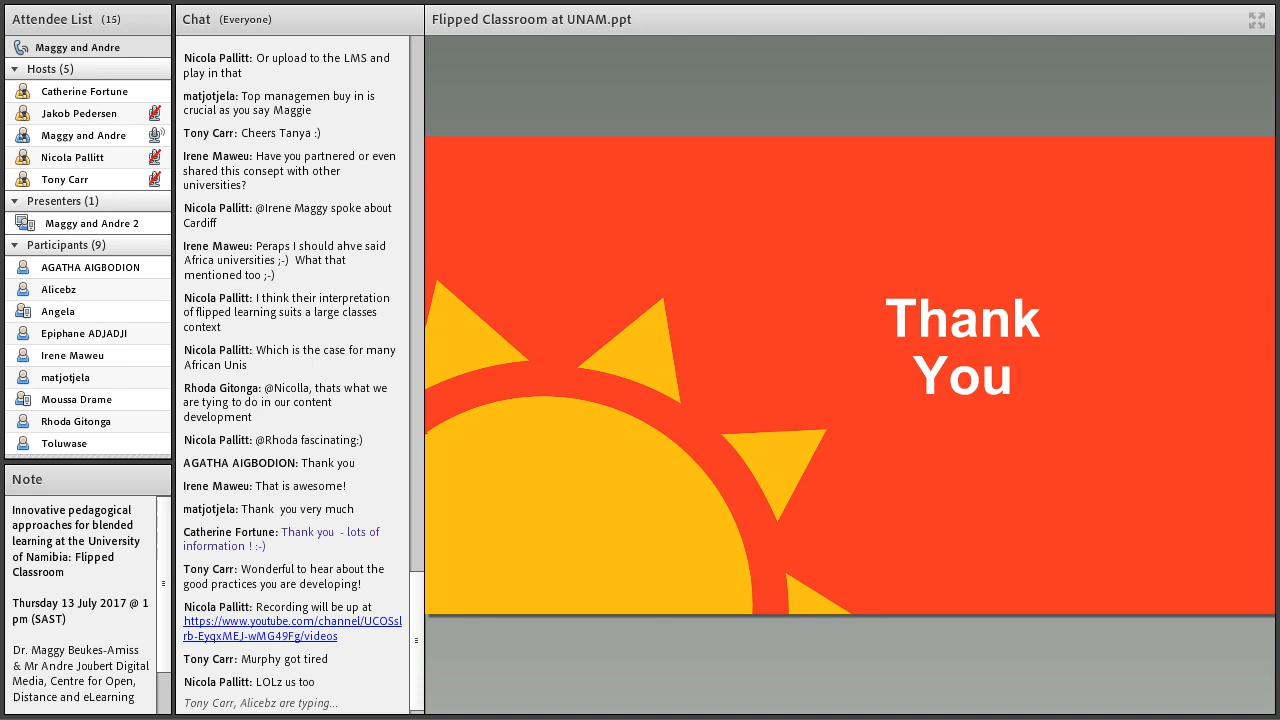 Attendee List (15)
Maggy and Andre
Hosts (5)
Catherine Fortune
Jakob Pedersen
Maggy and Andre
Nicola Pallitt
Tony Carr
Presenters (1)
Maggy and Andre 2
Participants (9)
AGATHA AIGBODION
Alicebz
Angela
Epiphane ADJADJI
Irene Maweu
matjotjela
Moussa Drame
Rhoda Gitonga
Toluwase
Note
Innovative pedagogical
approaches for blended
learning at the University
of Namibia: Flipped
Classroom
Thursday 13 July 2017 @ 1
pm (SAST)
Dr. Maggy Beukes-Amiss
& Mr Andre Joubert Digital
Media, Centre for Open,
Distance and eLearning
Chat (Everyone)
Nicola Pallitt: Or upload to the LMS and
play in that
matjotjela: Top managemen buy in is
crucial as you say Maggie
Tony Carr: Cheers Tanya :)
Irene Maweu: Have you partnered or even
shared this consept with other
universities?
Nicola Pallitt: @Irene Maggy spoke about
Cardiff
Irene Maweu: Peraps I should ahve said
Africa universities ;-) What that
mentioned too ;-)
Nicola Pallitt: I think their interpretation
of flipped learning suits a large classes
context
Nicola Pallitt: Which is the case for many
African Unis
Rhoda Gitonga: @Nicolla, thats what we
are tying to do in our content
development
Nicola Pallitt: @Rhoda fascinating:)
AGATHA AIGBODION: Thank you
Irene Maweu: That is awesome!
matjotjela: Thank you very much
Catherine Fortune: Thank you - lots of
information ! :-)
Tony Carr: Wonderful to hear about the
good practices you are developing!
Nicola Pallitt: Recording will be up at
https://www.youtube.com/channel/UCOSsl
rb-EyqxMEJ-wMG49Fg/videos
Tony Carr: Murphy got tired
Nicola Pallitt: LOLz us too
Tony Carr, Alicebz are typing...
Flipped Classroom at UNAM.ppt
Thank
You